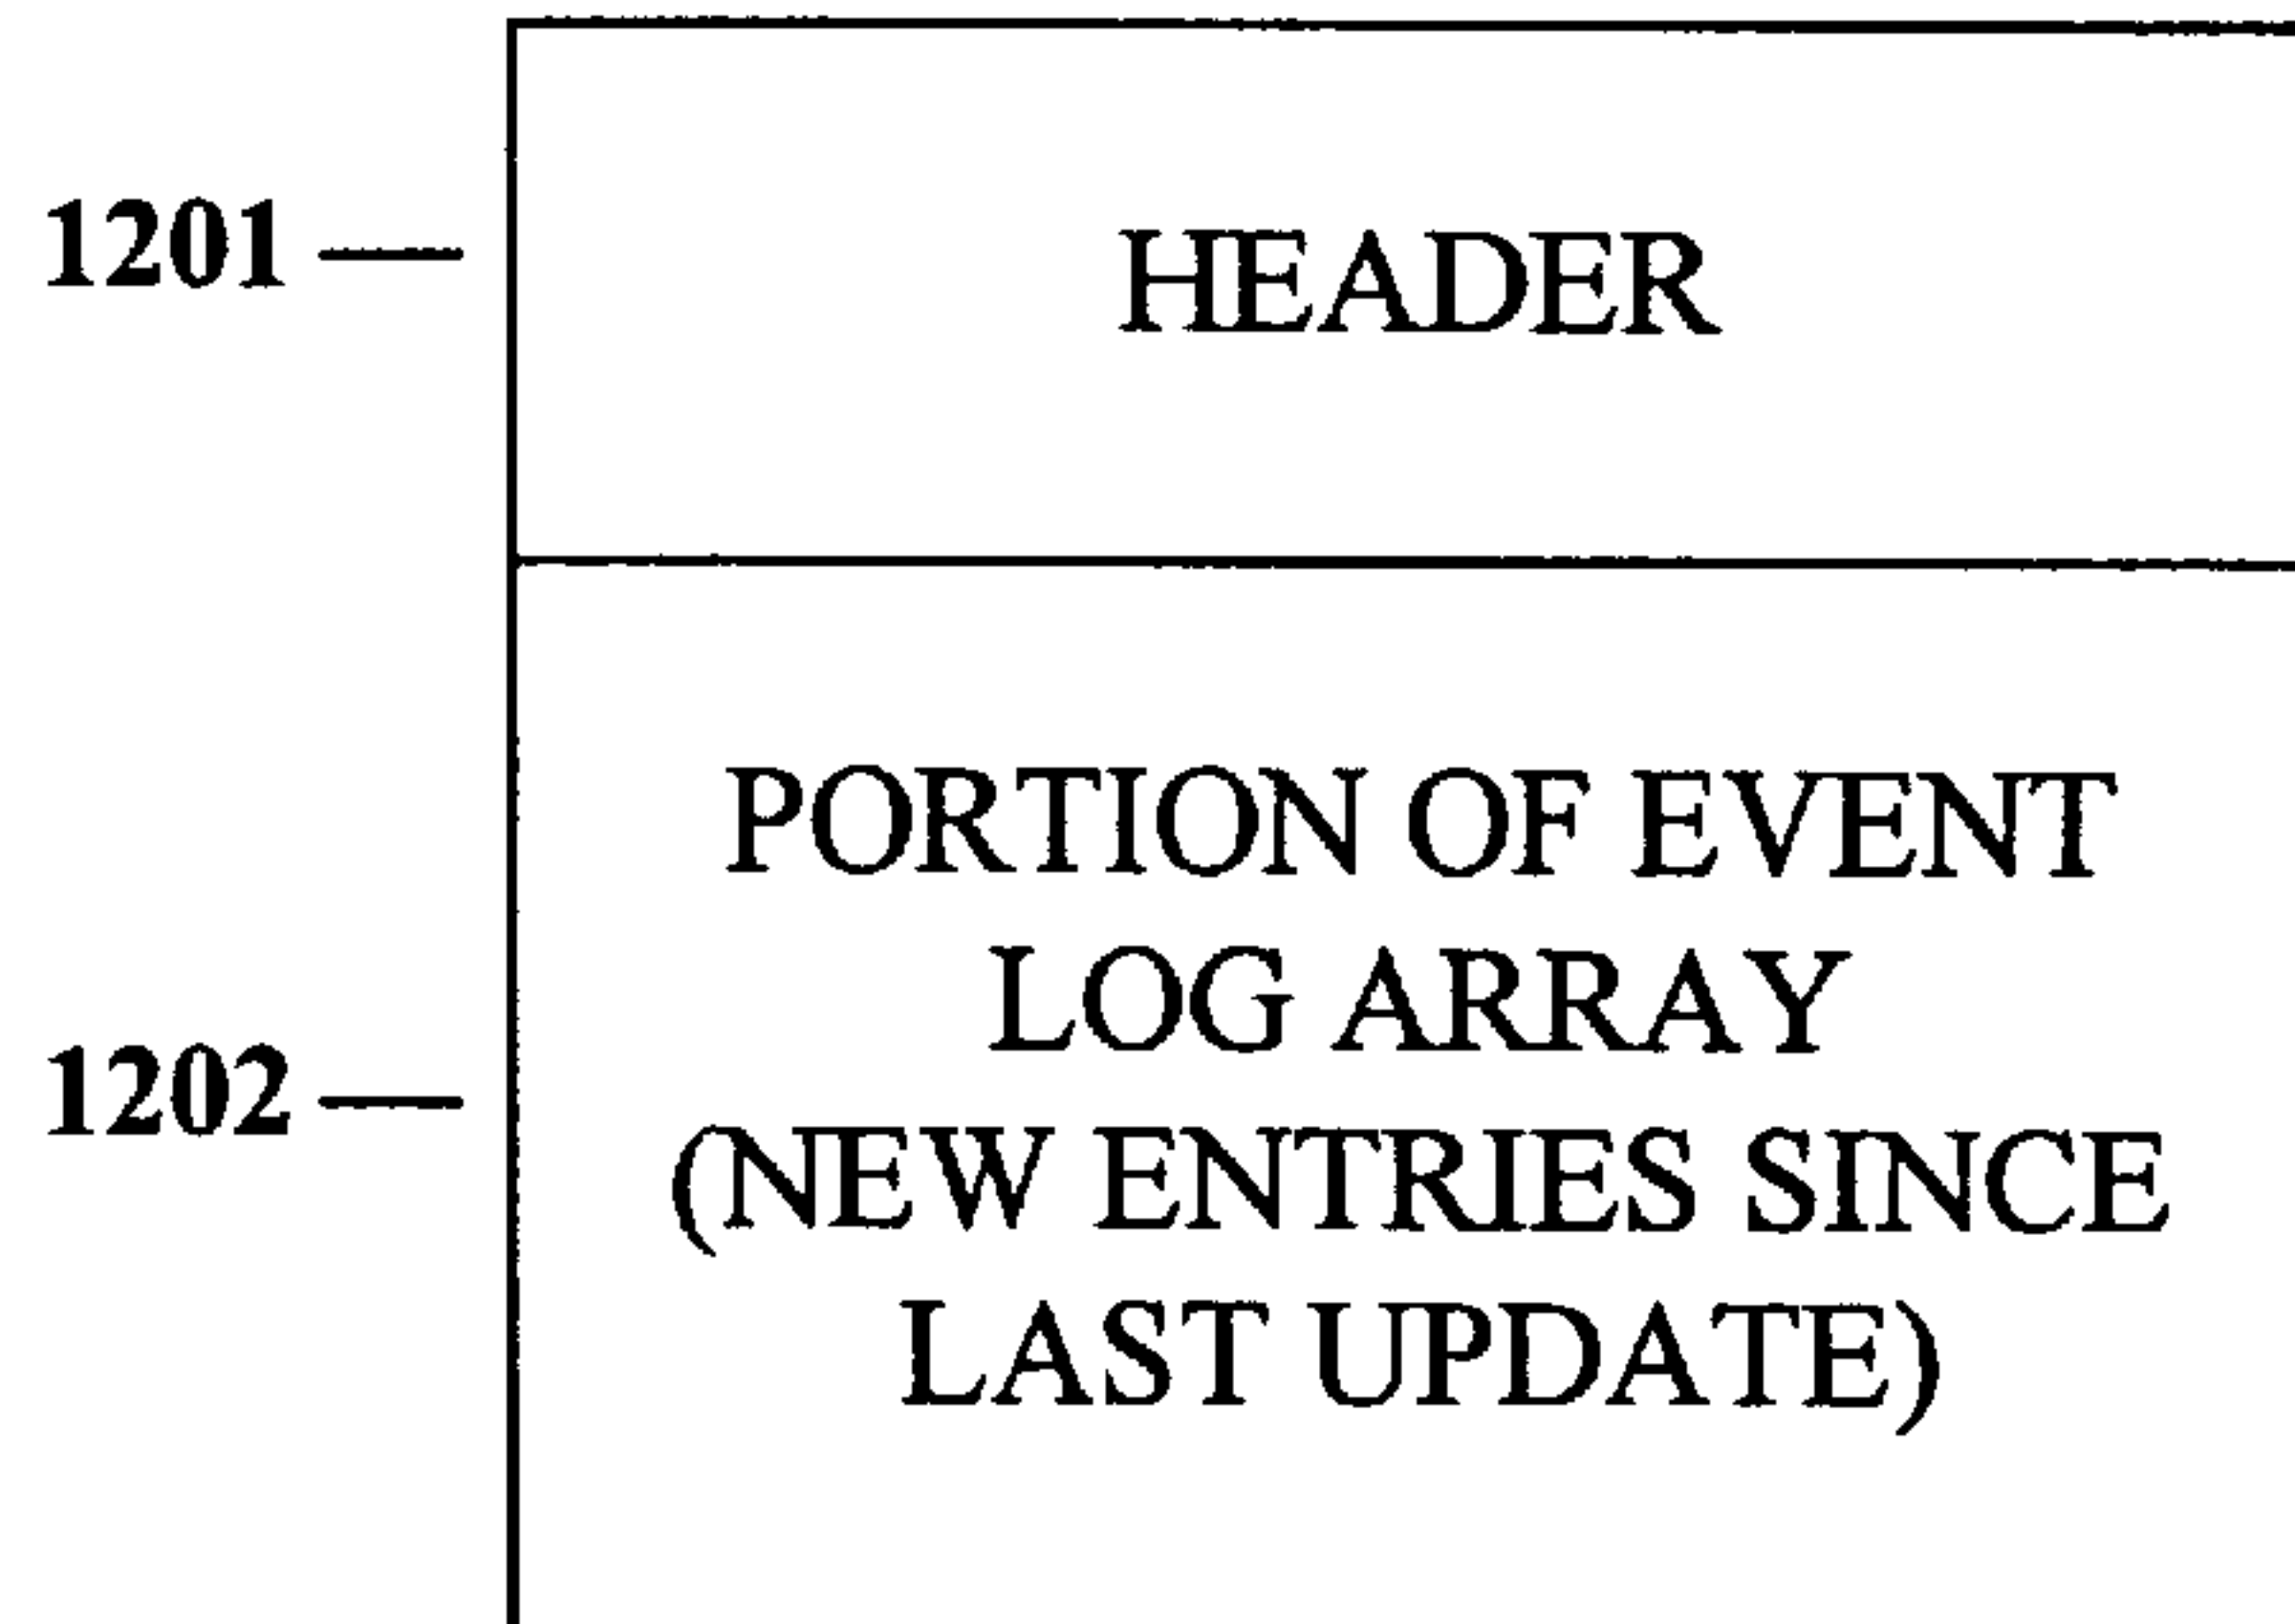 1201
HEADER
PORTION OF EVENT
LOG ARRAY
1202
(NEW ENTRIES SINCE
LAST UPDATE)